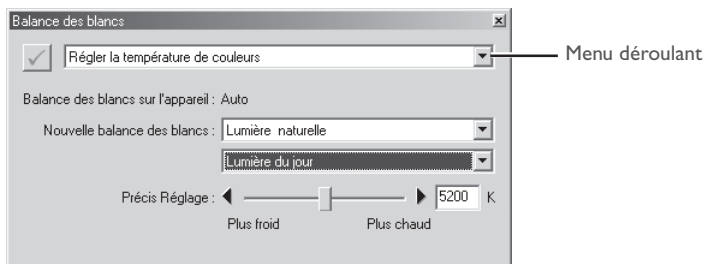 Balance des blancs
Régler la température de couleurs
Menu déroulant
Balance des blancs sur l'appareil : Auto
Nouvelle balance des blancs : Lumière naturelle
Lumière du jour
Précis Réglage : 5200 K
Plus froid Plus chaud